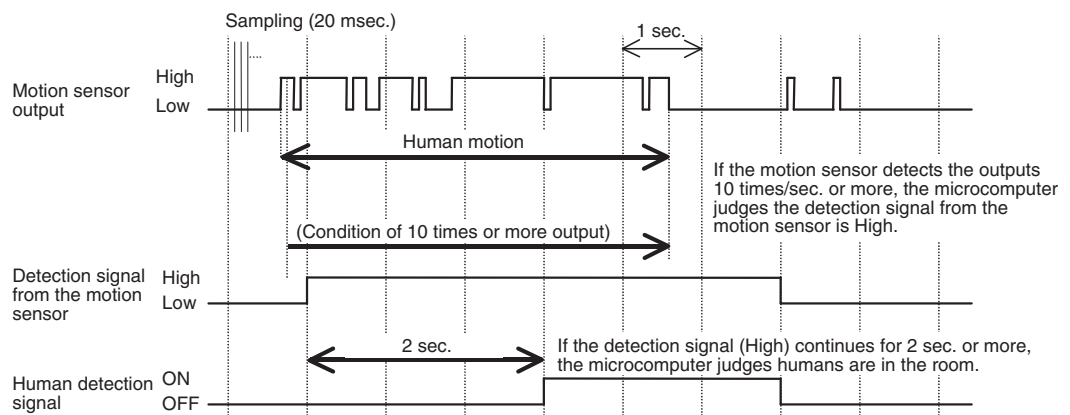 Sampling (20 msec.)
....
1 sec.
Motion sensor
output
High
Low
Human motion
If the motion sensor detects the outputs
10 times/sec. or more, the microcomputer
judges the detection signal from the
motion sensor is High.
(Condition of 10 times or more output)
Detection signal
from the motion
sensor
High
Low
2 sec.
If the detection signal (High) continues for 2 sec. or more,
the microcomputer judges humans are in the room.
Human detection
signal
ON
OFF